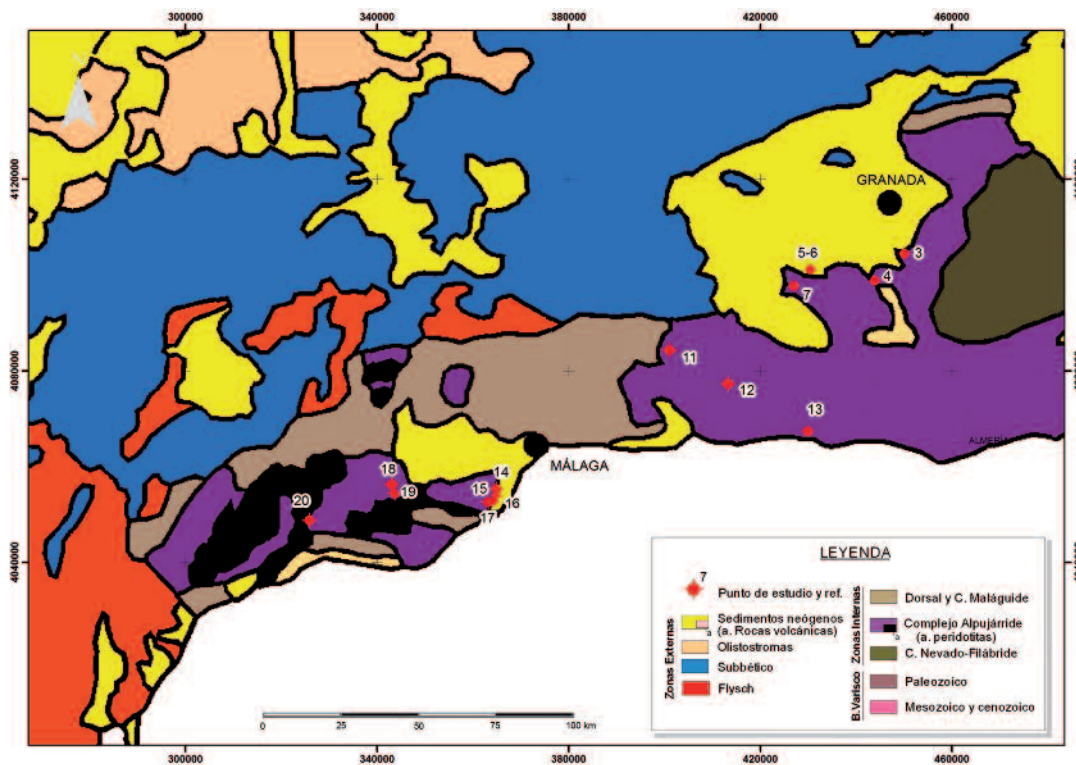 300000 340000 380000 420000 460000
4120000
GRANADA
5-6
3
4
7
4080000
11
12
13
ALMERÍA
MÁLAGA
18
14
19
15
16
17
20
4040000
LEYENDA
7
Punto de estudio y ref.
Zonas Externas
Sedimentos neógenos
a (a. Rocas volcánicas)
Olistostromas
Subbético
Flysch
Zonas Internas
Dorsal y C. Maláguide
Complejo Alpujárride
a (a. peridotitas)
C. Nevado-Filábride
B.Varisco
Paleozoico
Mesozoico y cenozoico
0 25 50 75 100 km
300000 340000 380000 420000 460000